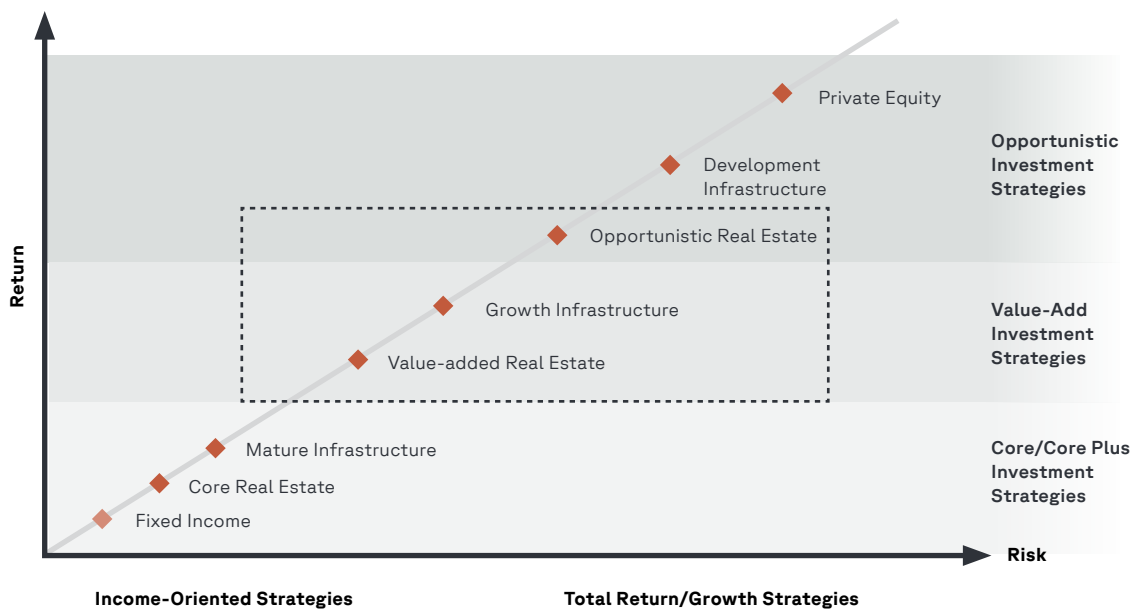 Private Equity
Opportunistic
Investment
Strategies
Development
Infrastructure
Opportunistic Real Estate
Return
Growth Infrastructure
Value-Add
Investment
Strategies
Value-added Real Estate
Mature Infrastructure
Core/Core Plus
Investment
Strategies
Core Real Estate
Fixed Income
Risk
Income-Oriented Strategies
Total Return/Growth Strategies